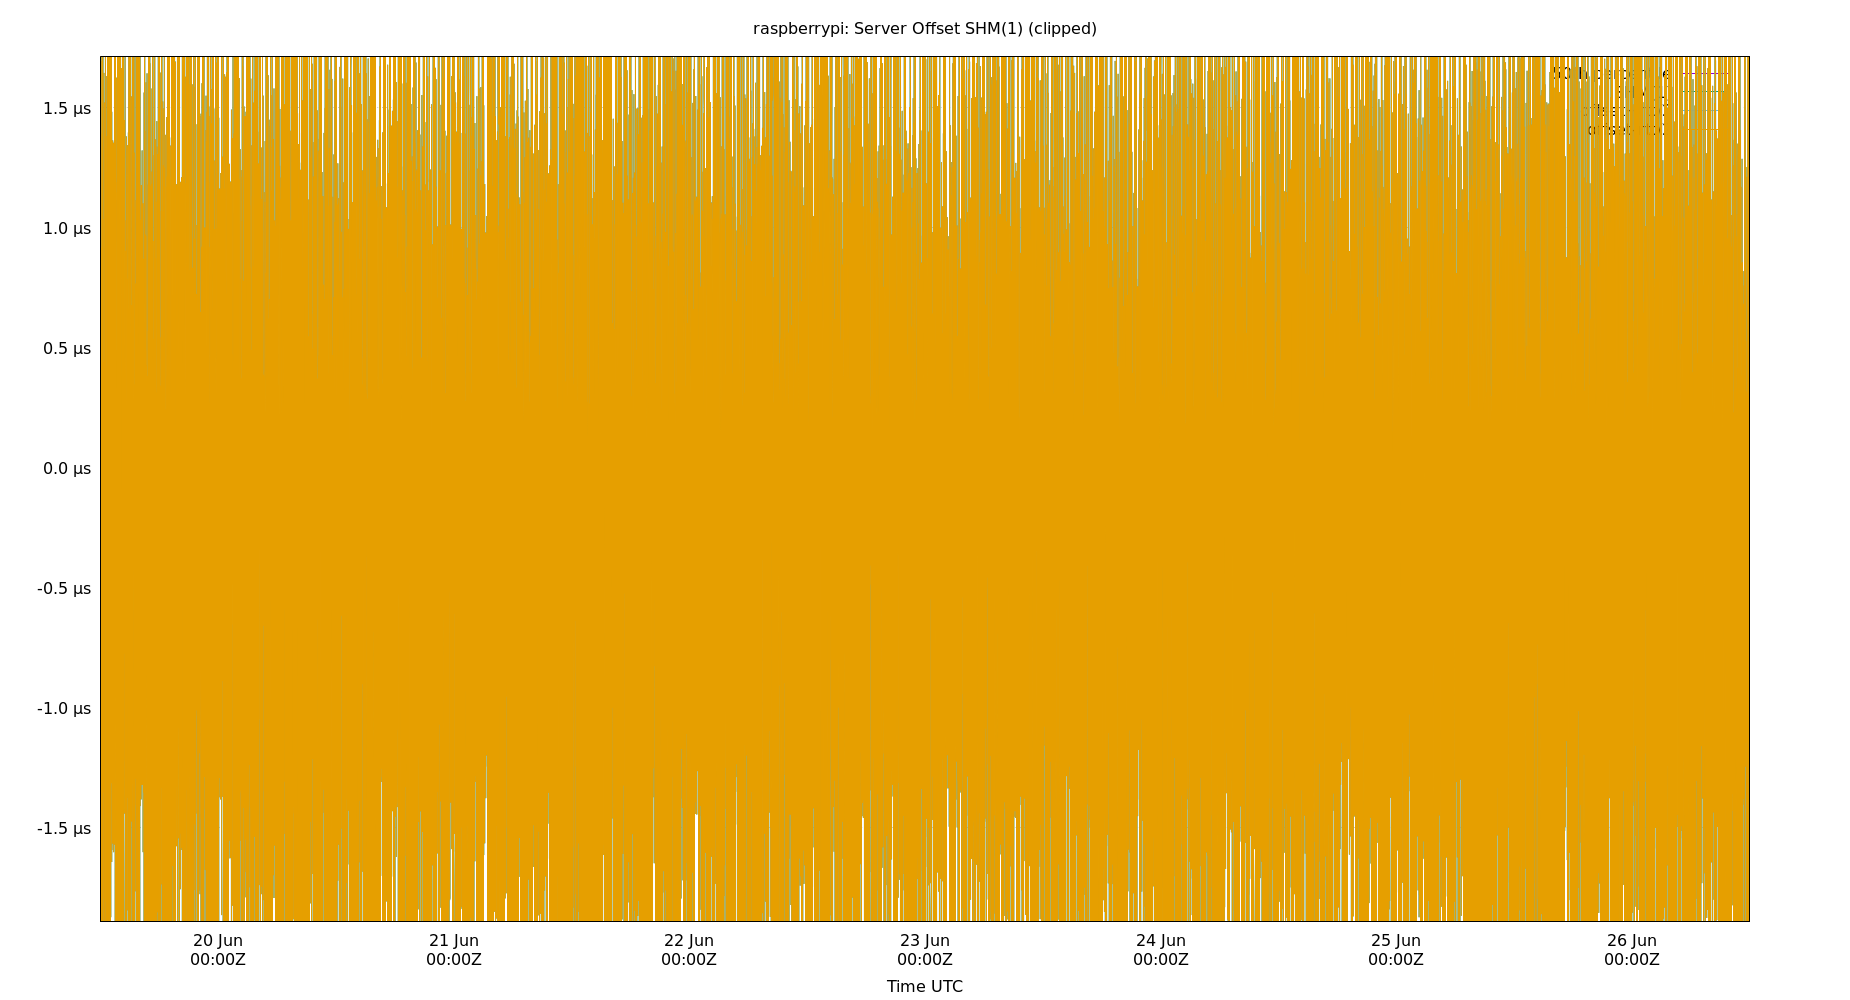 raspberrypi: Server Offset SHM(1) (clipped)
1.5 µs
1.0 µs
0.5 µs
0.0 µs
-0.5 µs
-1.0 µs
-1.5 µs
20 Jun
00:00Z
21 Jun
00:00Z
22 Jun
00:00Z
23 Jun
00:00Z
24 Jun
00:00Z
25 Jun
00:00Z
26 Jun
00:00Z
Time UTC